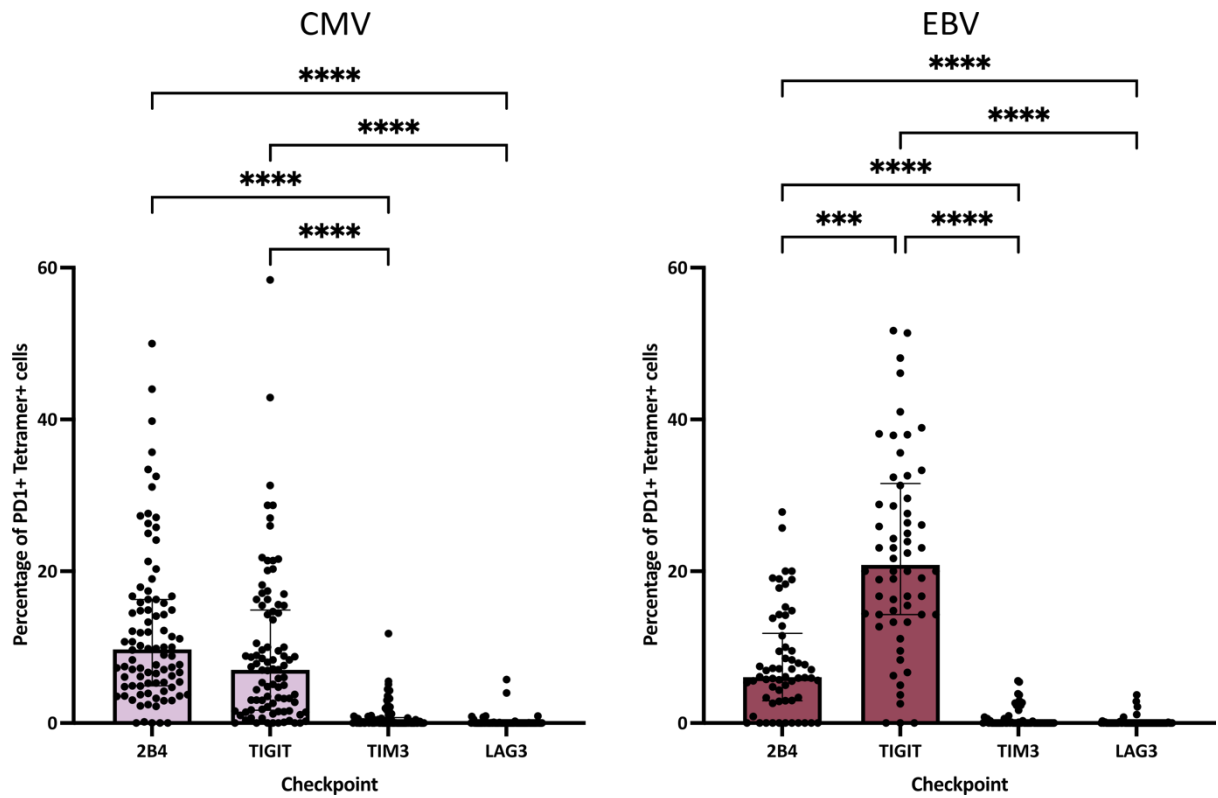 CMV
****
****
****
****
60
40
20
0
Percentage of PD1+ Tetramer+ cells
2B4 TIGIT TIM3 LAG3
Checkpoint
EBV
****
****
****
*** ****
60
40
20
0
Percentage of PD1+ Tetramer+ cells
2B4 TIGIT TIM3 LAG3
Checkpoint